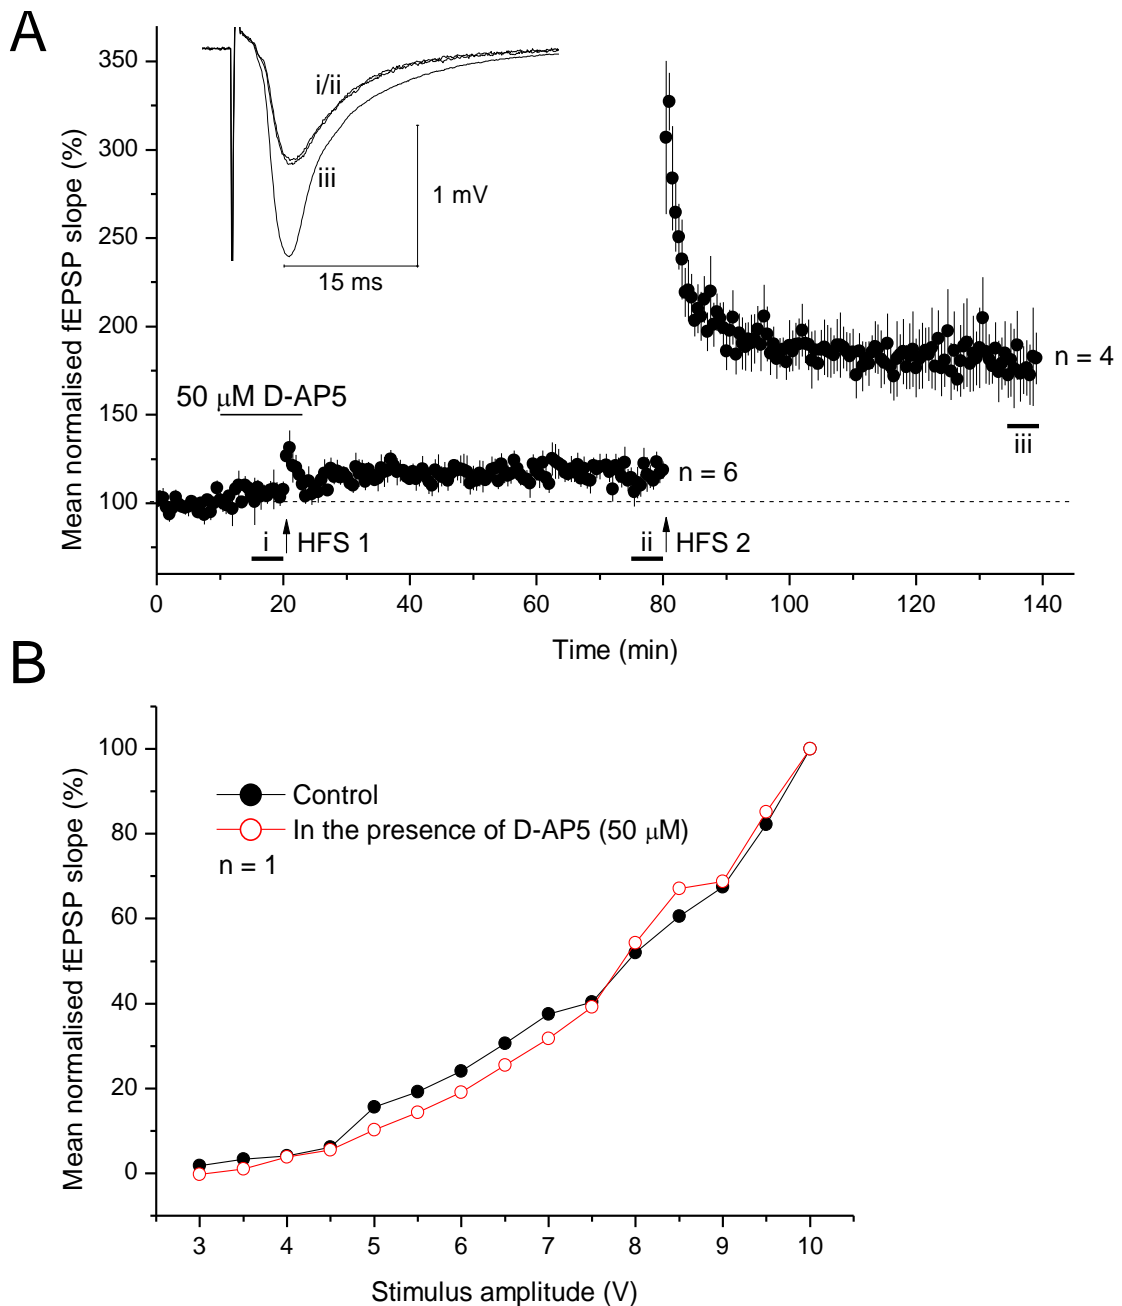 A
Mean normalised fEPSP slope (%)
350
300
250
200
150
100
i/ii
iii
1 mV
15 ms
50 μM D-AP5
n = 4
iii
n = 6
i
HFS 1
ii
HFS 2
0 20 40 60 80 100 120 140
Time (min)
B
Mean normalised fEPSP slope (%)
100
80
60
40
20
0
Control
In the presence of D-AP5 (50 μM)
n = 1
3 4 5 6 7 8 9 10
Stimulus amplitude (V)